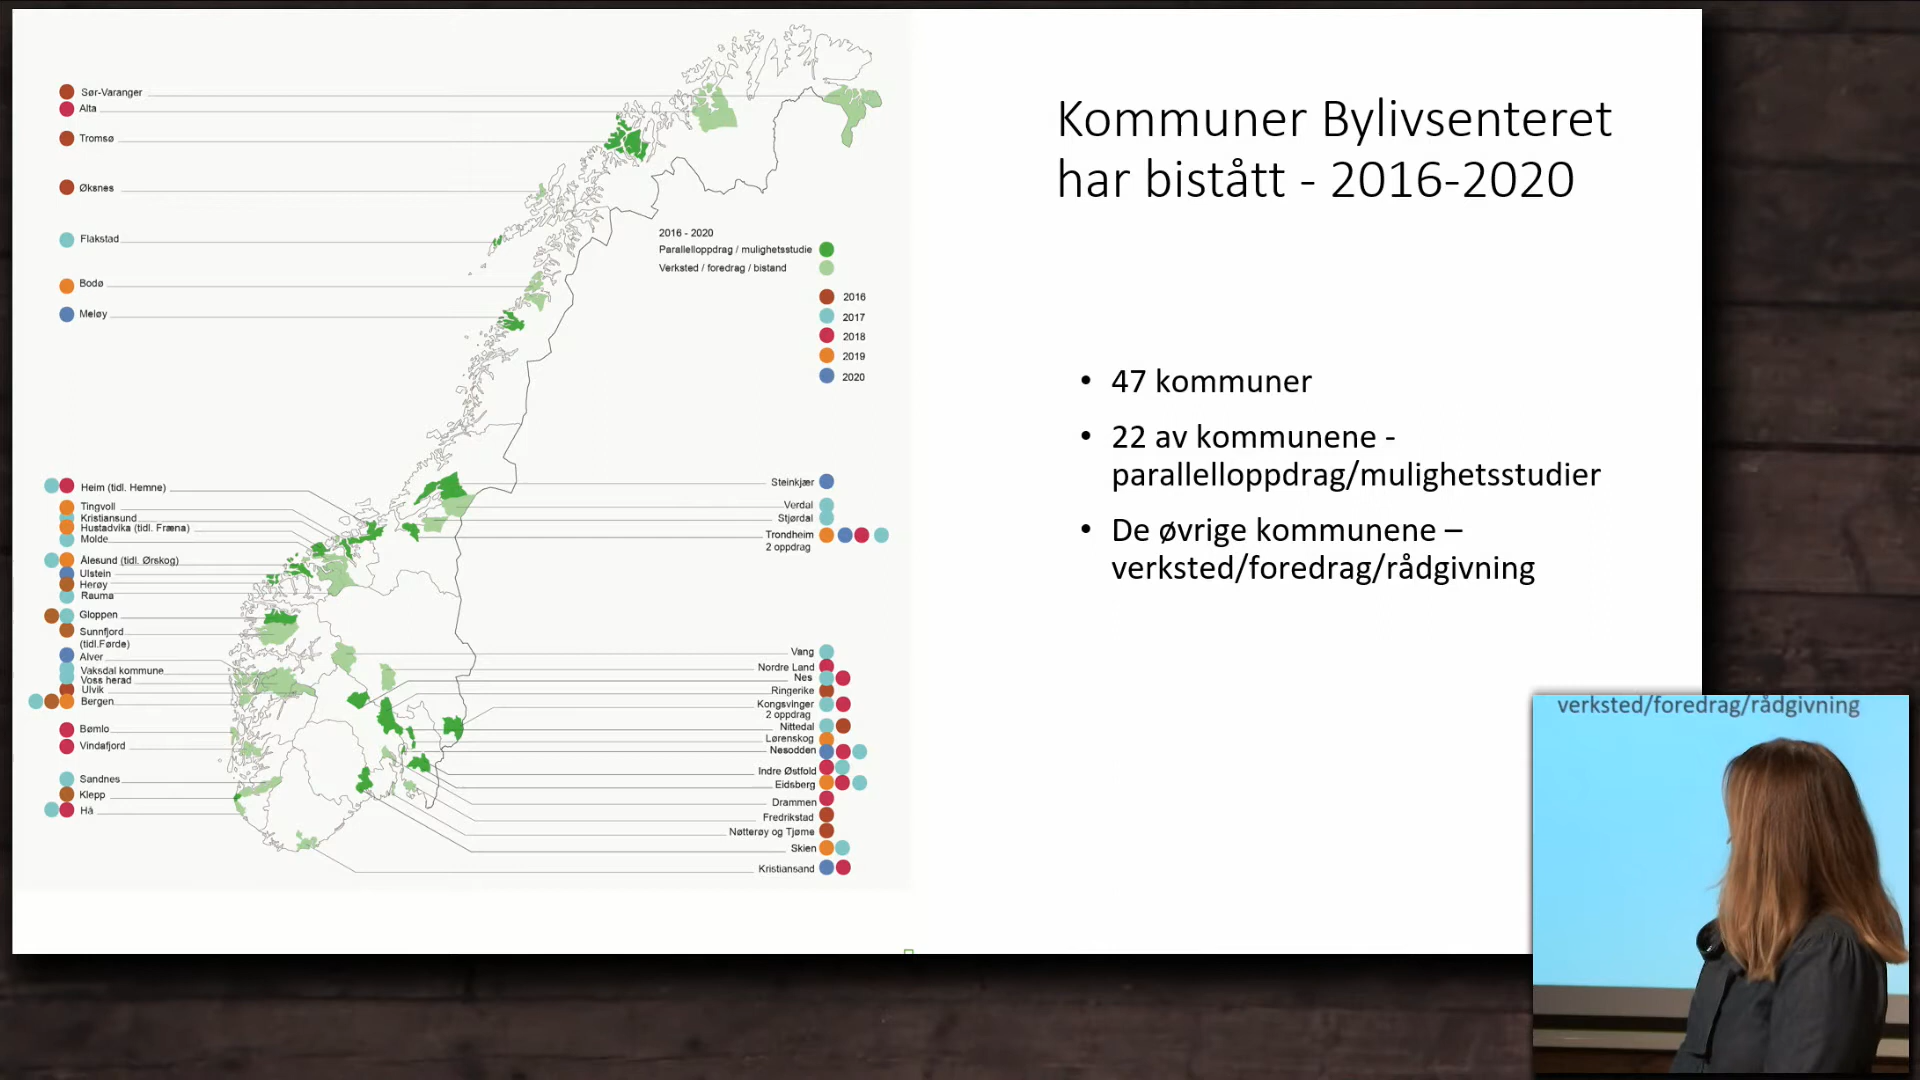 Kommuner Bylivsenteret
har bistått - 2016-2020
• 47 kommuner
• 22 av kommunene -
parallelloppdrag/mulighetsstudier
• De øvrige kommunene –
verksted/foredrag/rådgivning
Sør-Varanger
Alta
Tromsø
Øksnes
Flakstad
Bodø
Meløy
2016 - 2020
Parallelloppdrag / mulighetsstudie
Verksted / foredrag / bistand
2016
2017
2018
2019
2020
Heim (tidl. Hemne)
Tingvoll
Kristiansund
Hustadvika (tidl. Fræna)
Molde
Ålesund (tidl. Ørskog)
Ulstein
Herøy
Rauma
Gloppen
Sunnfjord
(tidl.Førde)
Alver
Vaksdal kommune
Voss herad
Ulvik
Bergen
Bømlo
Vindafjord
Sandnes
Klepp
Hå
Steinkjær
Verdal
Stjørdal
Trondheim
2 oppdrag
Vang
Nordre Land
Nes
Ringerike
Kongsvinger
2 oppdrag
Nittedal
Lørenskog
Nesodden
Indre Østfold
Eidsberg
Drammen
Fredrikstad
Nøtterøy og Tjøme
Skien
Kristiansand
verksted/foredrag/rådgivning